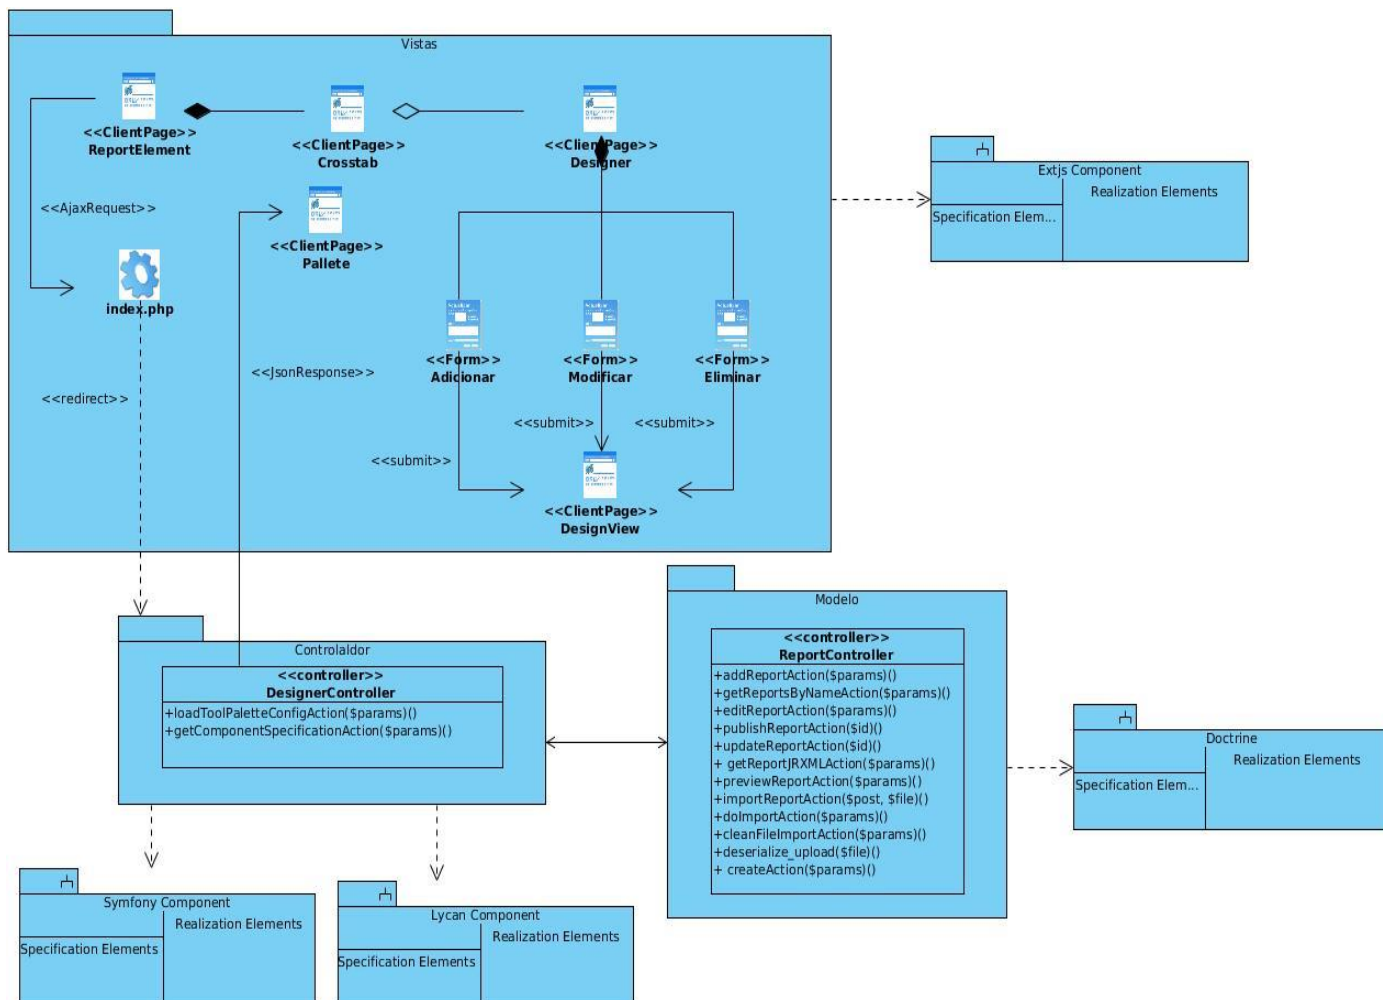 Vistas
<<ClientPage>>
ReportElement
<<ClientPage>>
Crosstab
<<ClientPage>>
Designer
<<AjaxRequest>>
<<ClientPage>>
Pallete
index.php
<<JsonResponse>>
<<redirect>>
<<Form>>
Adicionar
<<Form>>
Modificar
<<Form>>
Eliminar
<<submit>>
<<submit>>
<<submit>>
<<ClientPage>>
DesignView
Extjs Component
Realization Elements
Specification Elem...
Controlaldor
<<controller>>
DesignerController
+loadToolPaletteConfigAction($params)()
+getComponentSpecificationAction($params)()
Modelo
<<controller>>
ReportController
+addReportAction($params)()
+getReportsByNameAction($params)()
+editReportAction($params)()
+publishReportAction($id)()
+updateReportAction($id)()
+ getReportJRXMLAction($params)()
+previewReportAction($params)()
+importReportAction($post, $file)()
+doImportAction($params)()
+cleanFileImportAction($params)()
+deserialize_upload($file)()
+ createAction($params)()
Doctrine
Realization Elements
Specification Elem...
Symfony Component
Realization Elements
Specification Elements
Lycan Component
Realization Elements
Specification Elements